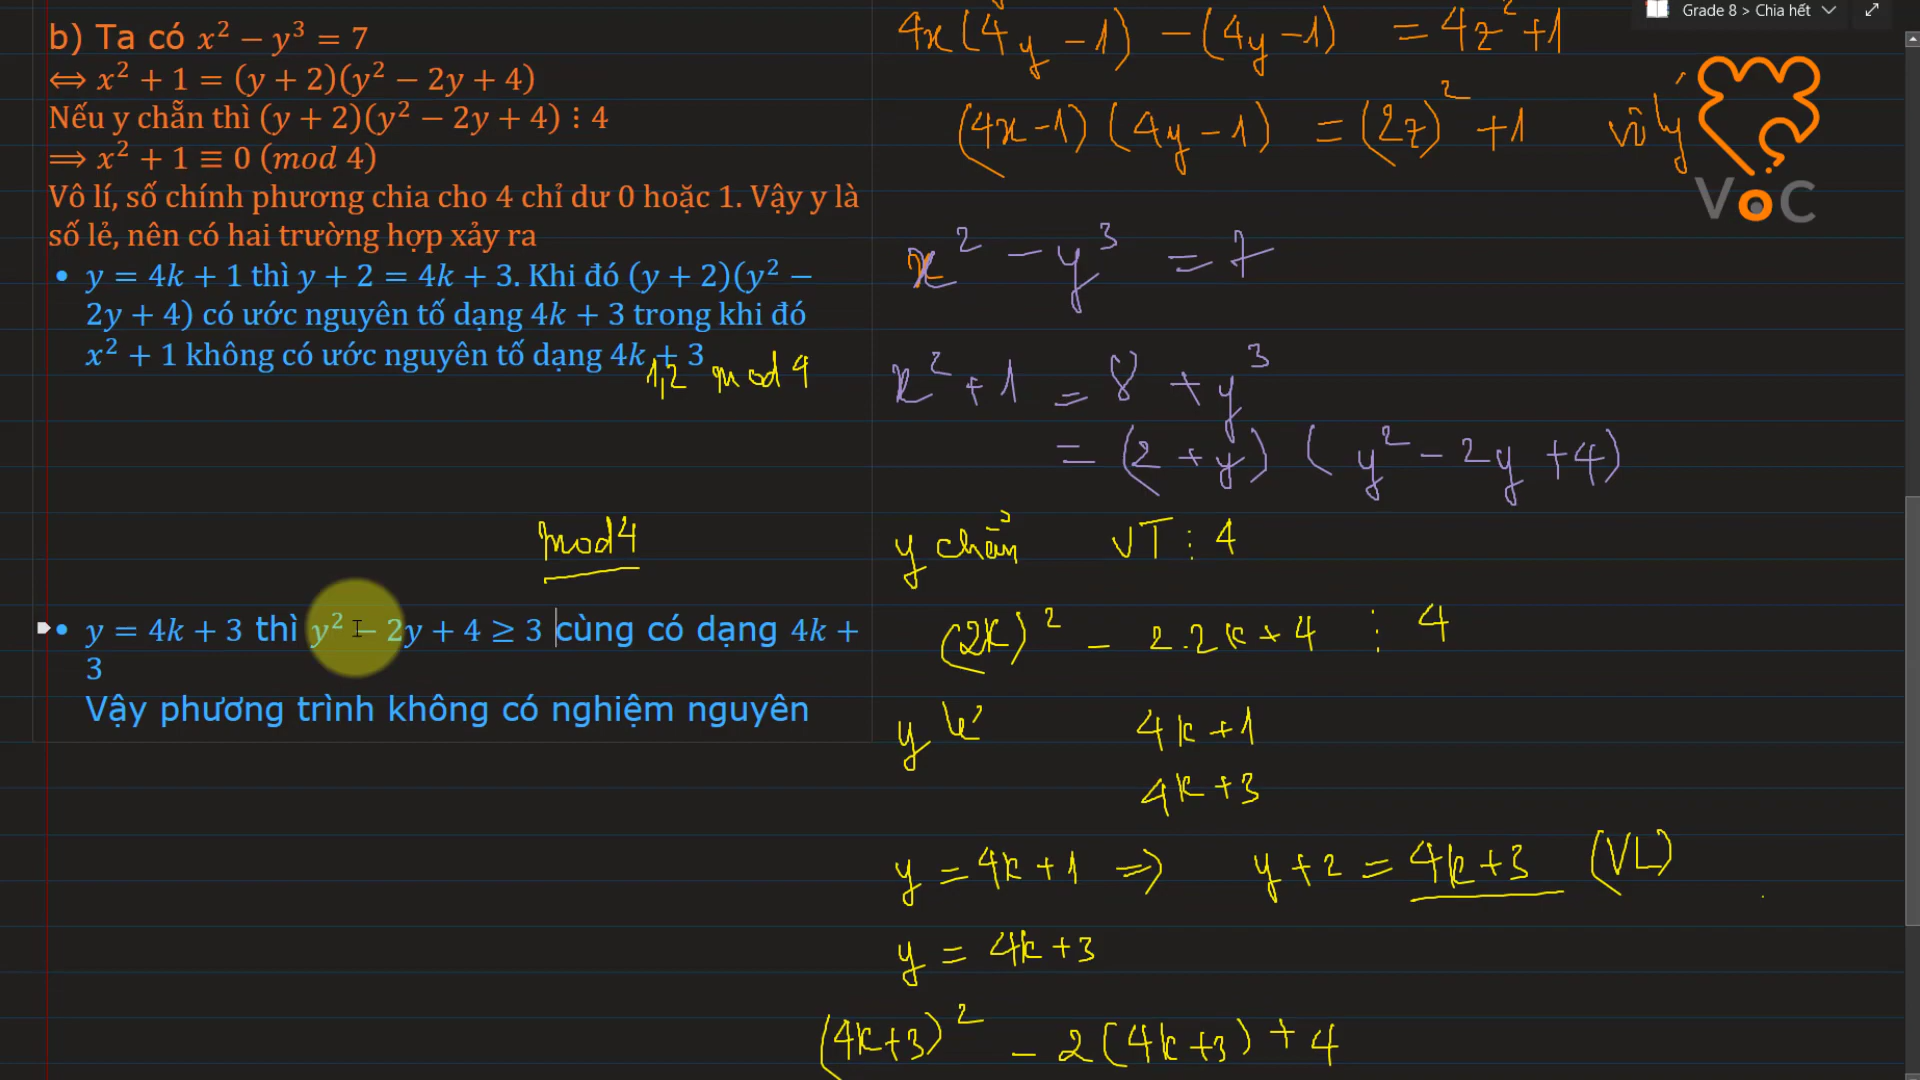 b) Ta có x² − y³ = 7
⟺ x² + 1 = (y + 2)(y² − 2y + 4)
Nếu y chẵn thì (y + 2)(y² − 2y + 4) ⋮ 4
⟹ x² + 1 ≡ 0 (mod 4)
Vô lí, số chính phương chia cho 4 chỉ dư 0 hoặc 1. Vậy y là
số lẻ, nên có hai trường hợp xảy ra
• y = 4k + 1 thì y + 2 = 4k + 3. Khi đó (y + 2)(y² −
2y + 4) có ước nguyên tố dạng 4k + 3 trong khi đó
x² + 1 không có ước nguyên tố dạng 4k + 3
1,2 mod 4
mod 4
• y = 4k + 3 thì y² − 2y + 4 ≥ 3 cùng có dạng 4k +
3
Vậy phương trình không có nghiệm nguyên
Grade 8 > Chia hết
4x(4y − 1) − (4y − 1) = 4z² + 1
(4x − 1)(4y − 1) = (2z)² + 1 vô lý
VOC
x² − y³ = 7
x² + 1 = 8 + y³
= (2 + y)(y² − 2y + 4)
y chẵn VT ⋮ 4
(2k)² − 2.2k + 4 ⋮ 4
y lẻ 4k + 1
4k + 3
y = 4k + 1 => y + 2 = 4k + 3 (VL)
y = 4k + 3
(4k + 3)² − 2(4k + 3) + 4